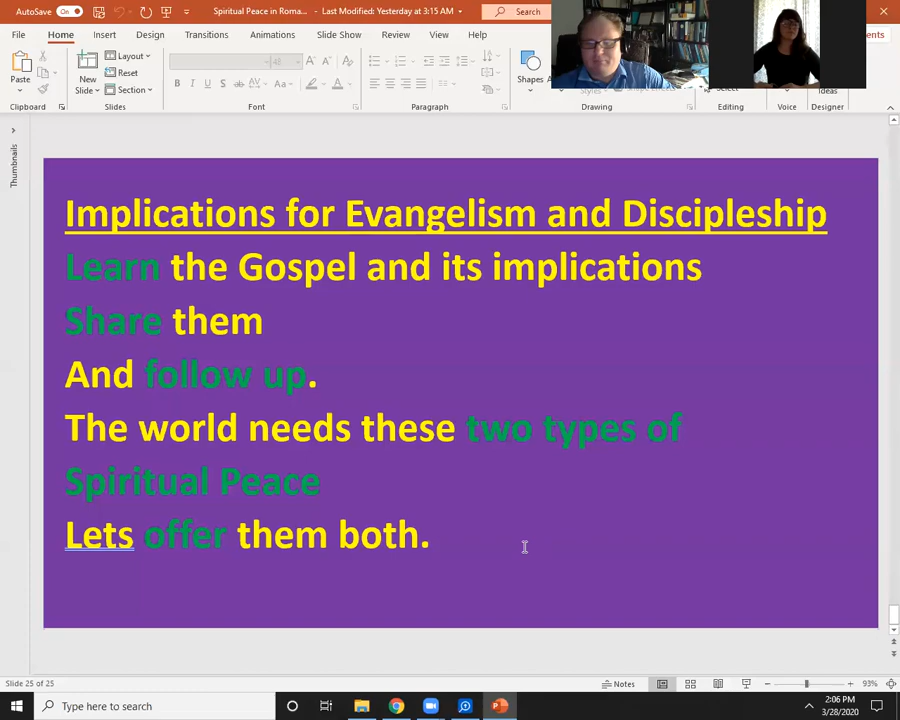 AutoSave On Spiritual Peace in Roma... Last Modified: Yesterday at 3:15 AM Search
File Home Insert Design Transitions Animations Slide Show Review View Help ents
Paste
New
Slide
Layout
Reset
Section
48
Shapes
Select
Ideas
Clipboard Slides Font Paragraph Drawing Editing Voice Designer
Thumbnails
Implications for Evangelism and Discipleship
Learn the Gospel and its implications
Share them
And follow up.
The world needs these two types of
Spiritual Peace
Lets offer them both.
Slide 25 of 25 Notes 93%
Type here to search 2:06 PM
3/28/2020